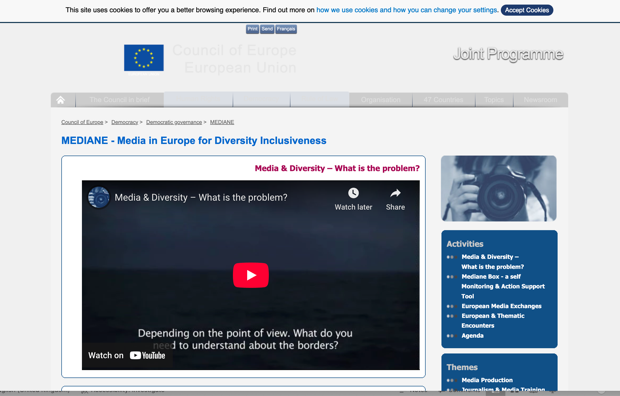 This site uses cookies to offer you a better browsing experience. Find out more on how we use cookies and how you can change your settings. Accept Cookies
Print Send Français
Council of Europe
European Union
Joint Programme
The Council in brief Organisation 47 Countries Topics Newsroom
Council of Europe > Democracy > Democratic governance > MEDIANE
MEDIANE - Media in Europe for Diversity Inclusiveness
Media & Diversity – What is the problem?
Media & Diversity – What is the problem?
Watch later Share
Depending on the point of view. What do you
need to understand about the borders?
Watch on YouTube
Activities
Media & Diversity –
What is the problem?
Mediane Box - a self
Monitoring & Action Support
Tool
European Media Exchanges
European & Thematic
Encounters
Agenda
Themes
Media Production
Journalism & Media Training